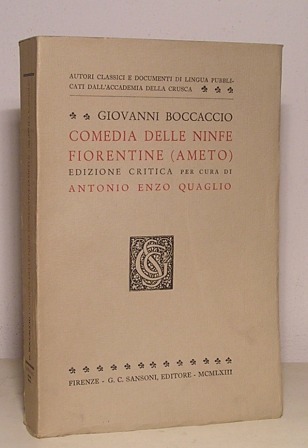 AUTORI CLASSICI E DOCUMENTI DI LINGUA PUBBLI-
CATI DALL'ACCADEMIA DELLA CRUSCA
GIOVANNI BOCCACCIO
COMEDIA DELLE NINFE
FIORENTINE (AMETO)
EDIZIONE CRITICA PER CURA DI
ANTONIO ENZO QUAGLIO
FIRENZE - G. C. SANSONI, EDITORE - MCMLXIII